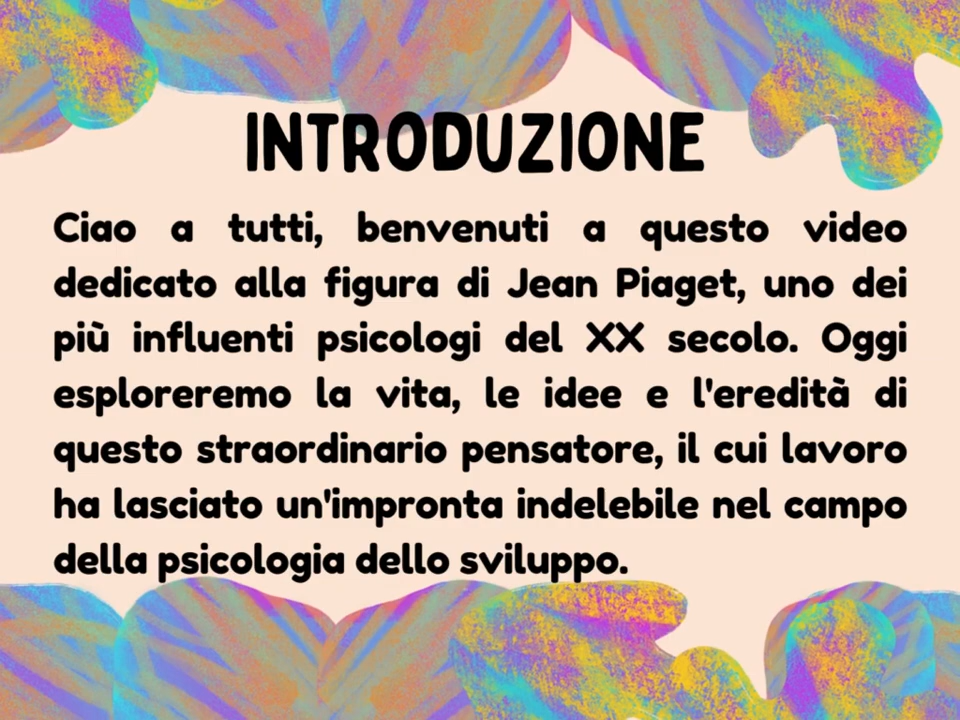 INTRODUZIONE
Ciao a tutti, benvenuti a questo video
dedicato alla figura di Jean Piaget, uno dei
più influenti psicologi del XX secolo. Oggi
esploreremo la vita, le idee e l'eredità di
questo straordinario pensatore, il cui lavoro
ha lasciato un'impronta indelebile nel campo
della psicologia dello sviluppo.